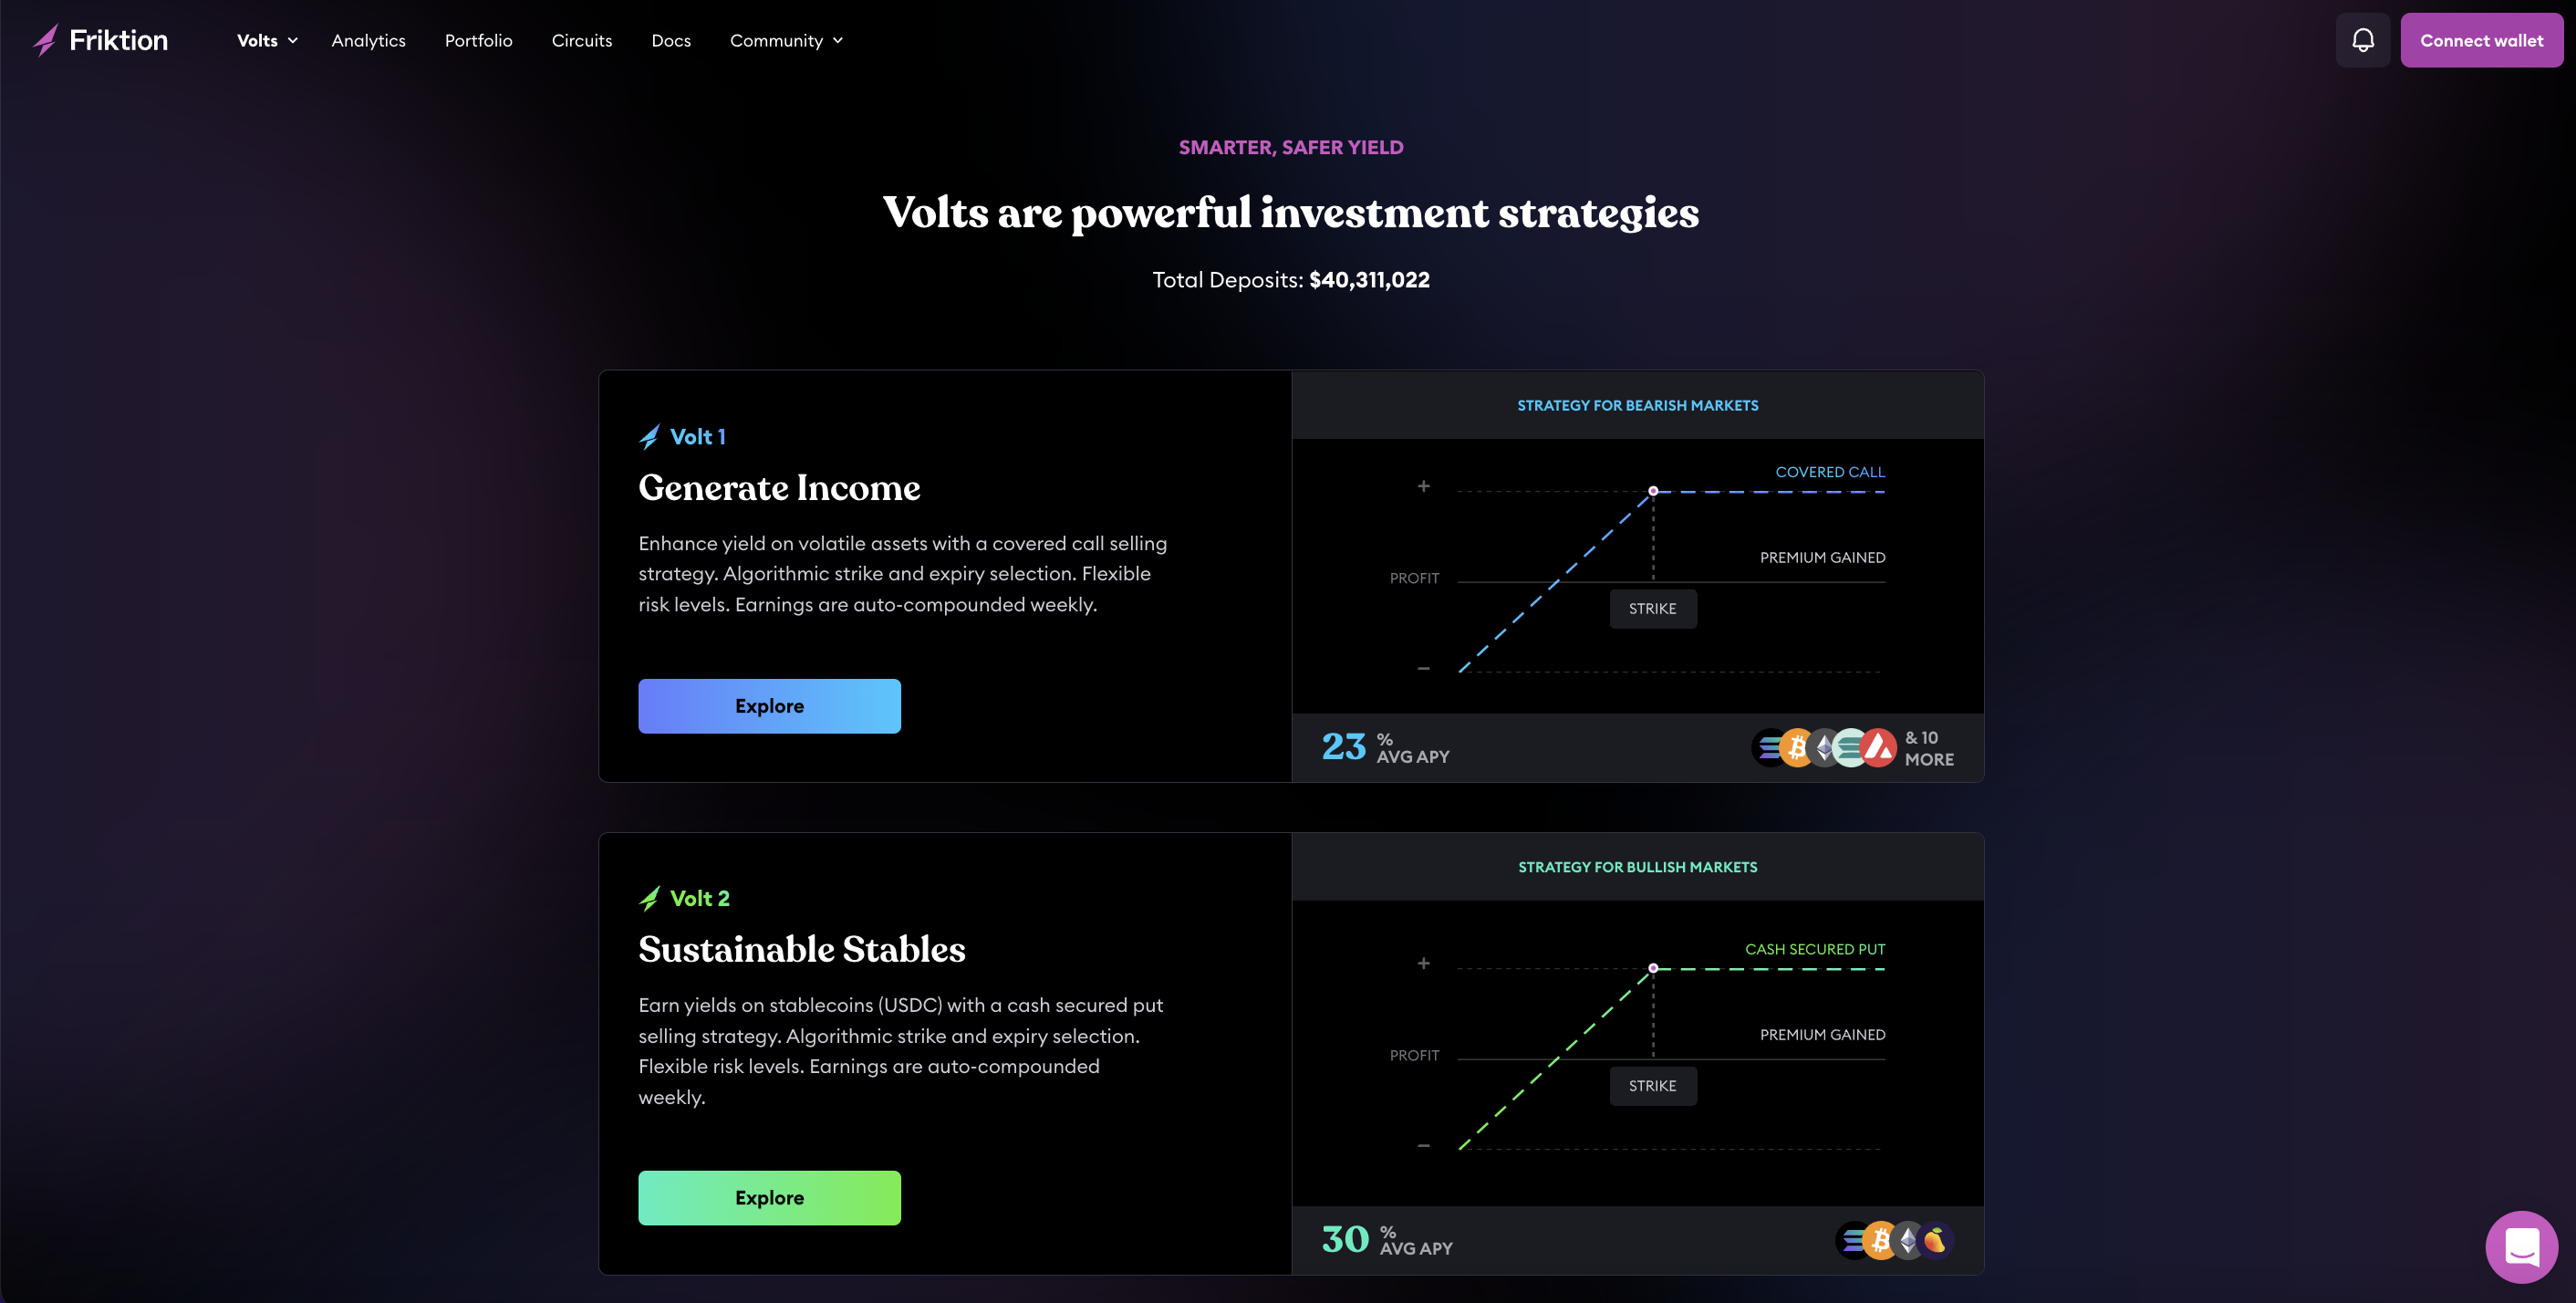 Friktion
Volts
Analytics
Portfolio
Circuits
Docs
Community
Connect wallet
SMARTER, SAFER YIELD
Volts are powerful investment strategies
Total Deposits: $40,311,022
Volt 1
Generate Income
Enhance yield on volatile assets with a covered call selling
strategy. Algorithmic strike and expiry selection. Flexible
risk levels. Earnings are auto-compounded weekly.
Explore
STRATEGY FOR BEARISH MARKETS
COVERED CALL
+
PREMIUM GAINED
PROFIT
STRIKE
–
23 %
AVG APY
& 10
MORE
Volt 2
Sustainable Stables
Earn yields on stablecoins (USDC) with a cash secured put
selling strategy. Algorithmic strike and expiry selection.
Flexible risk levels. Earnings are auto-compounded
weekly.
Explore
STRATEGY FOR BULLISH MARKETS
CASH SECURED PUT
+
PREMIUM GAINED
PROFIT
STRIKE
–
30 %
AVG APY